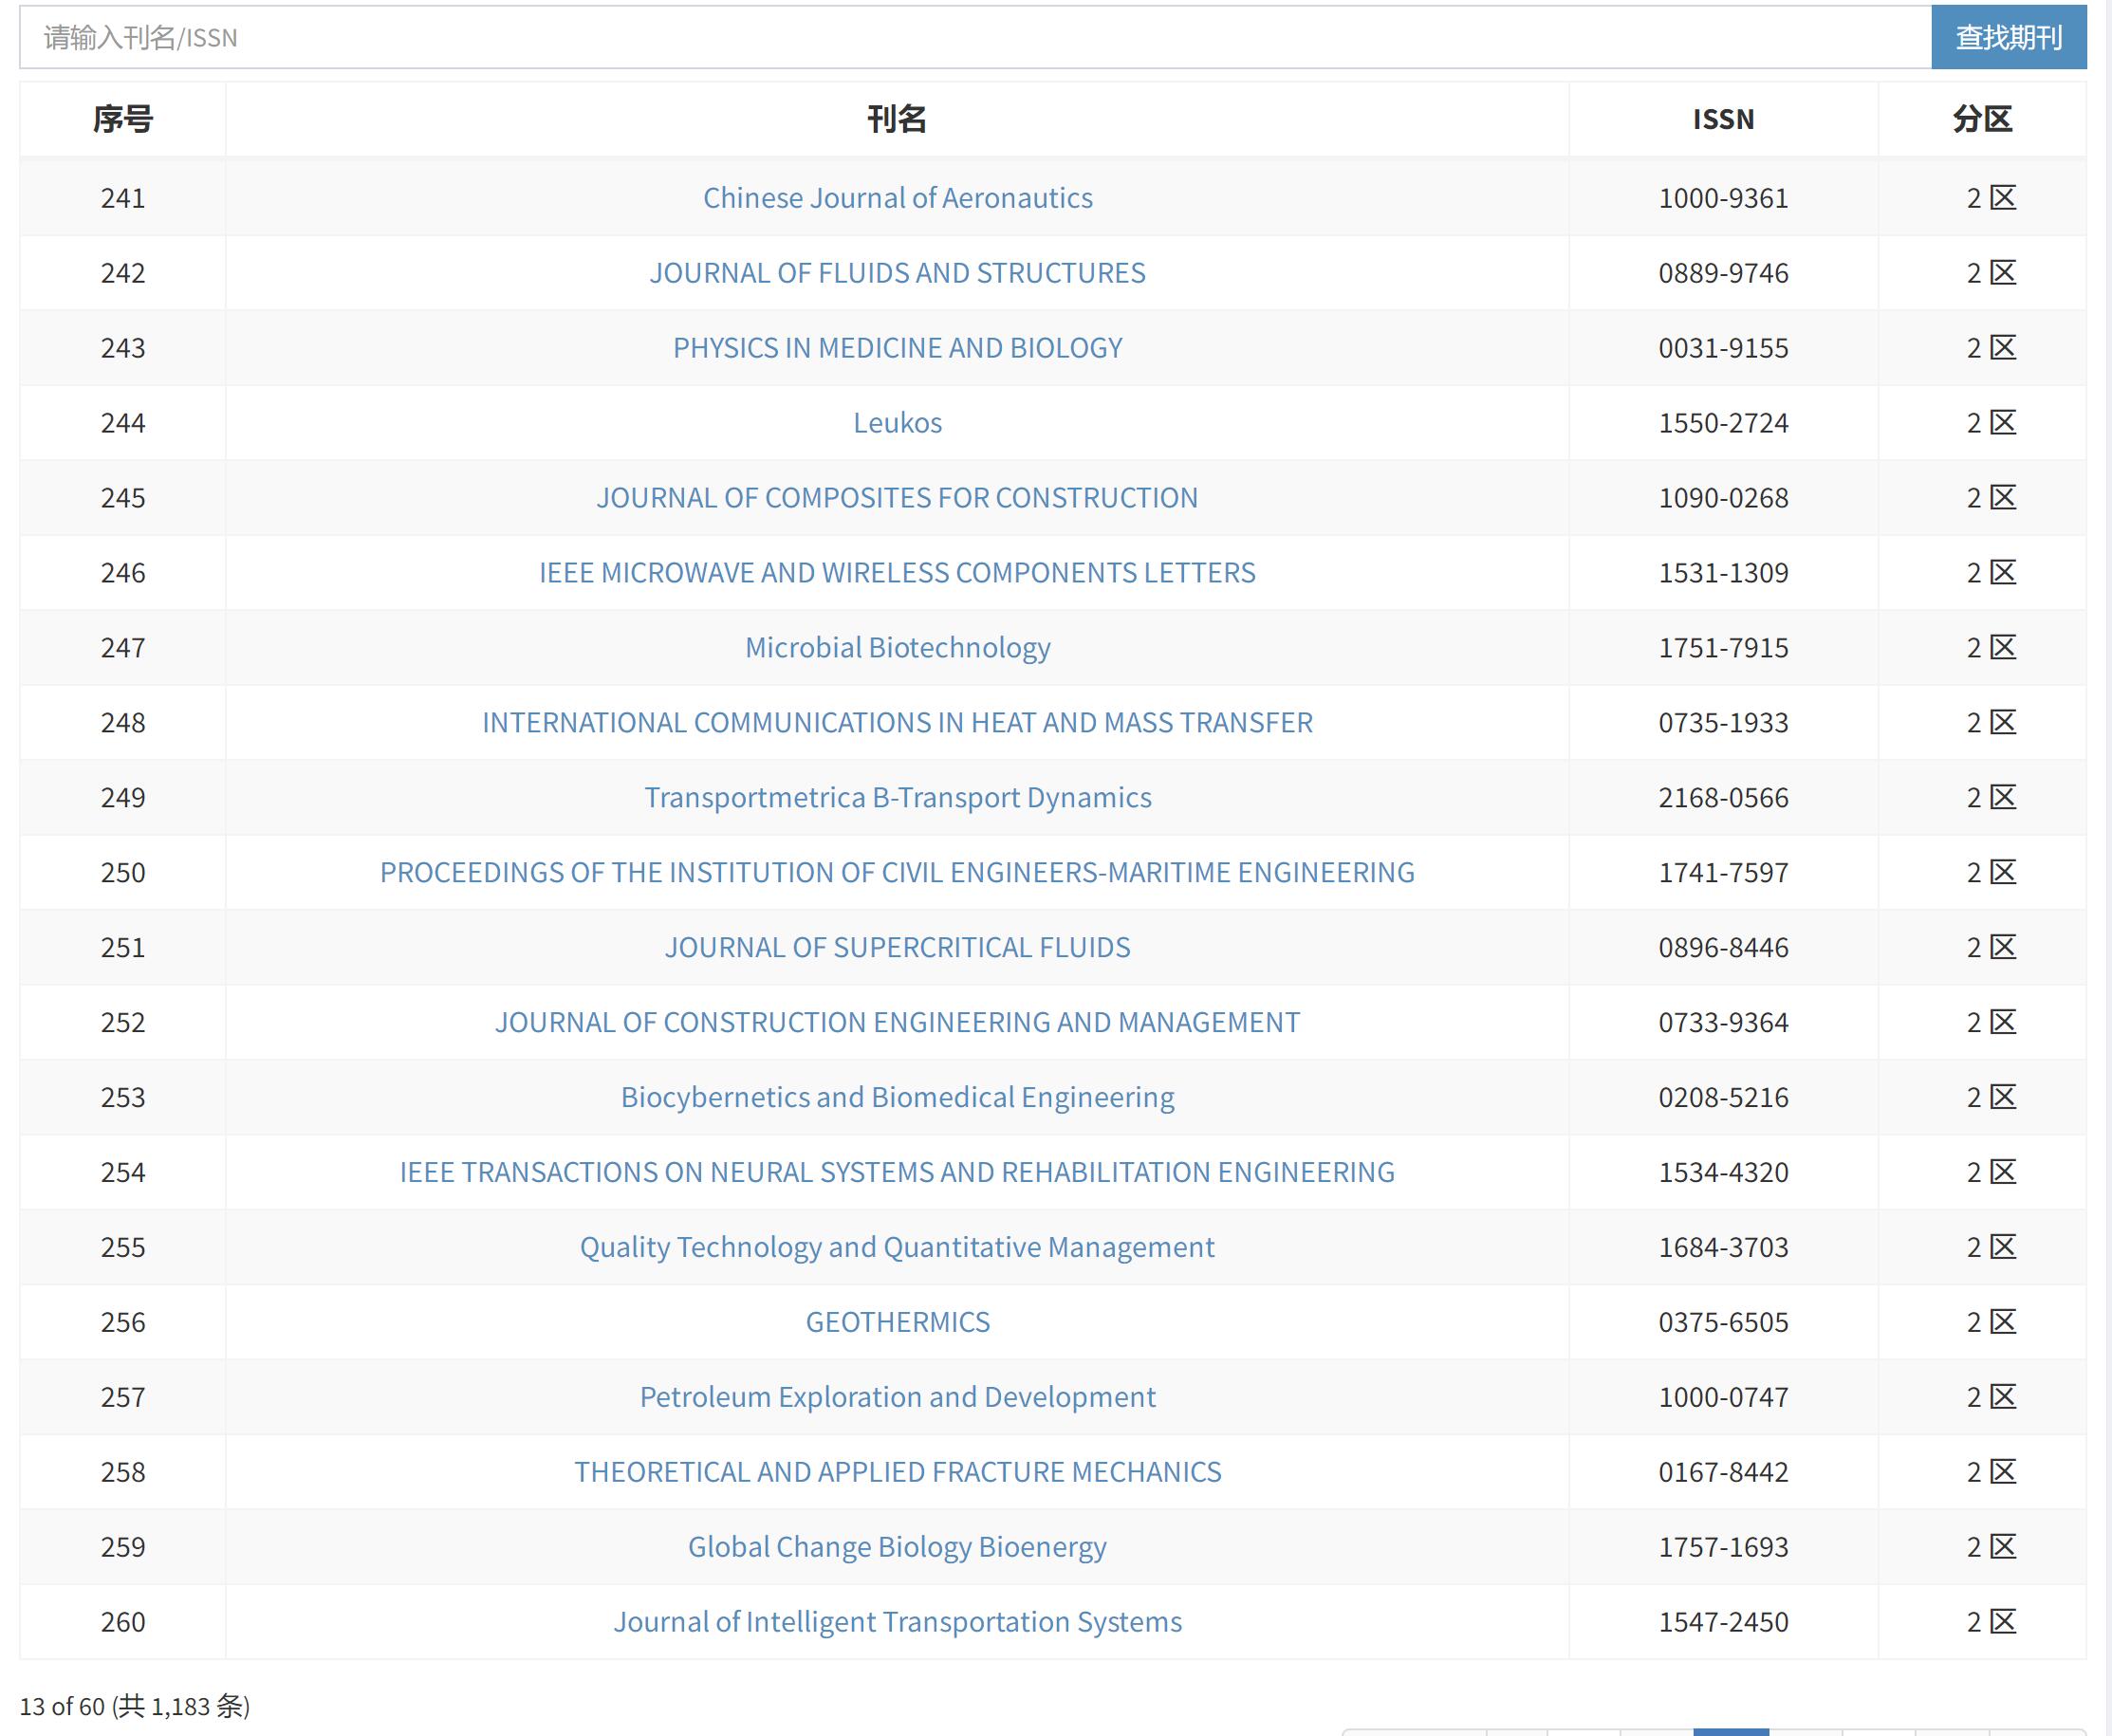 请输入刊名/ISSN 查找期刊
序号 刊名 ISSN 分区
241 Chinese Journal of Aeronautics 1000-9361 2 区
242 JOURNAL OF FLUIDS AND STRUCTURES 0889-9746 2 区
243 PHYSICS IN MEDICINE AND BIOLOGY 0031-9155 2 区
244 Leukos 1550-2724 2 区
245 JOURNAL OF COMPOSITES FOR CONSTRUCTION 1090-0268 2 区
246 IEEE MICROWAVE AND WIRELESS COMPONENTS LETTERS 1531-1309 2 区
247 Microbial Biotechnology 1751-7915 2 区
248 INTERNATIONAL COMMUNICATIONS IN HEAT AND MASS TRANSFER 0735-1933 2 区
249 Transportmetrica B-Transport Dynamics 2168-0566 2 区
250 PROCEEDINGS OF THE INSTITUTION OF CIVIL ENGINEERS-MARITIME ENGINEERING 1741-7597 2 区
251 JOURNAL OF SUPERCRITICAL FLUIDS 0896-8446 2 区
252 JOURNAL OF CONSTRUCTION ENGINEERING AND MANAGEMENT 0733-9364 2 区
253 Biocybernetics and Biomedical Engineering 0208-5216 2 区
254 IEEE TRANSACTIONS ON NEURAL SYSTEMS AND REHABILITATION ENGINEERING 1534-4320 2 区
255 Quality Technology and Quantitative Management 1684-3703 2 区
256 GEOTHERMICS 0375-6505 2 区
257 Petroleum Exploration and Development 1000-0747 2 区
258 THEORETICAL AND APPLIED FRACTURE MECHANICS 0167-8442 2 区
259 Global Change Biology Bioenergy 1757-1693 2 区
260 Journal of Intelligent Transportation Systems 1547-2450 2 区
13 of 60 (共 1,183 条)